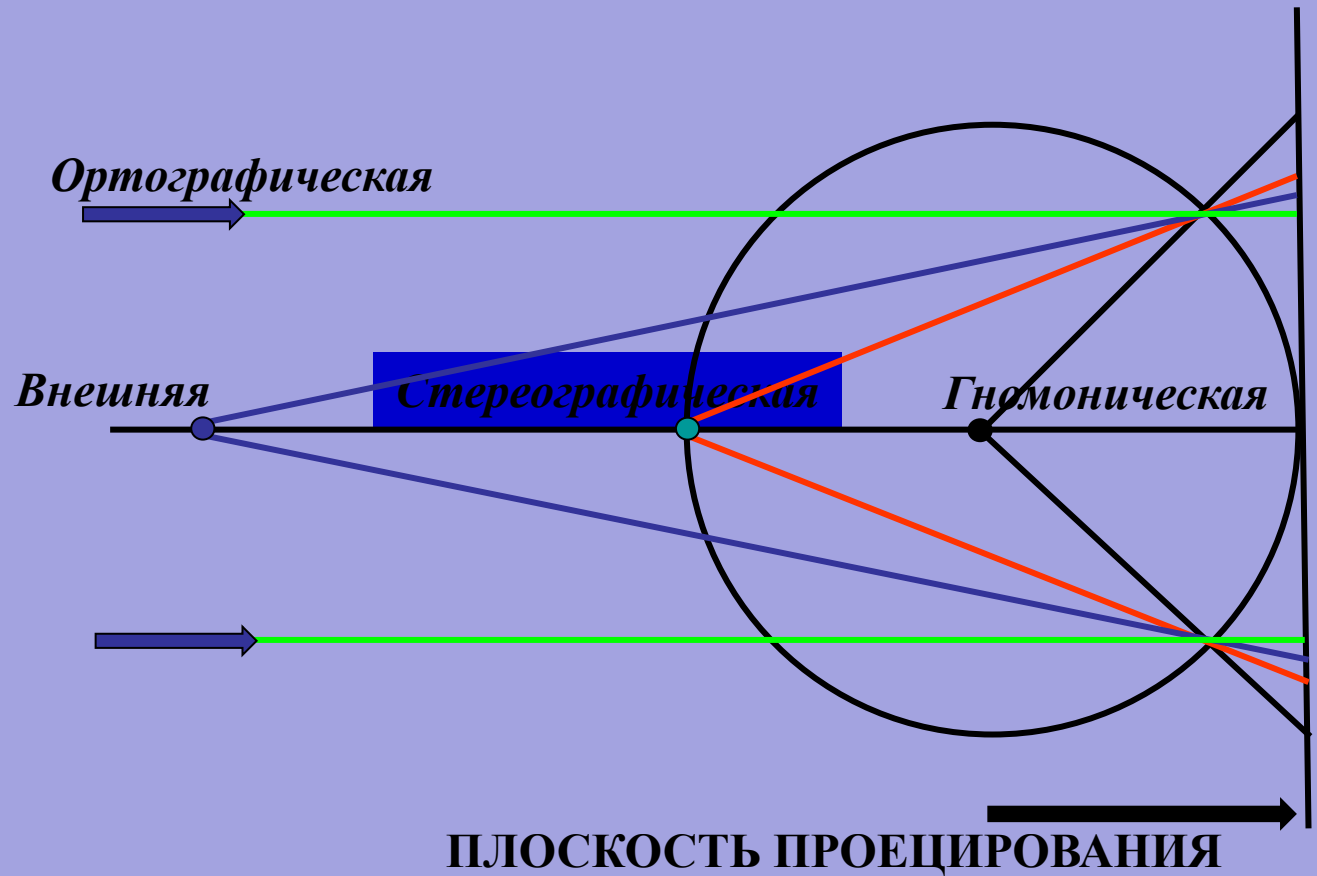 Ортографическая
Внешняя
Стереографическая
Гномоническая
ПЛОСКОСТЬ ПРОЕЦИРОВАНИЯ